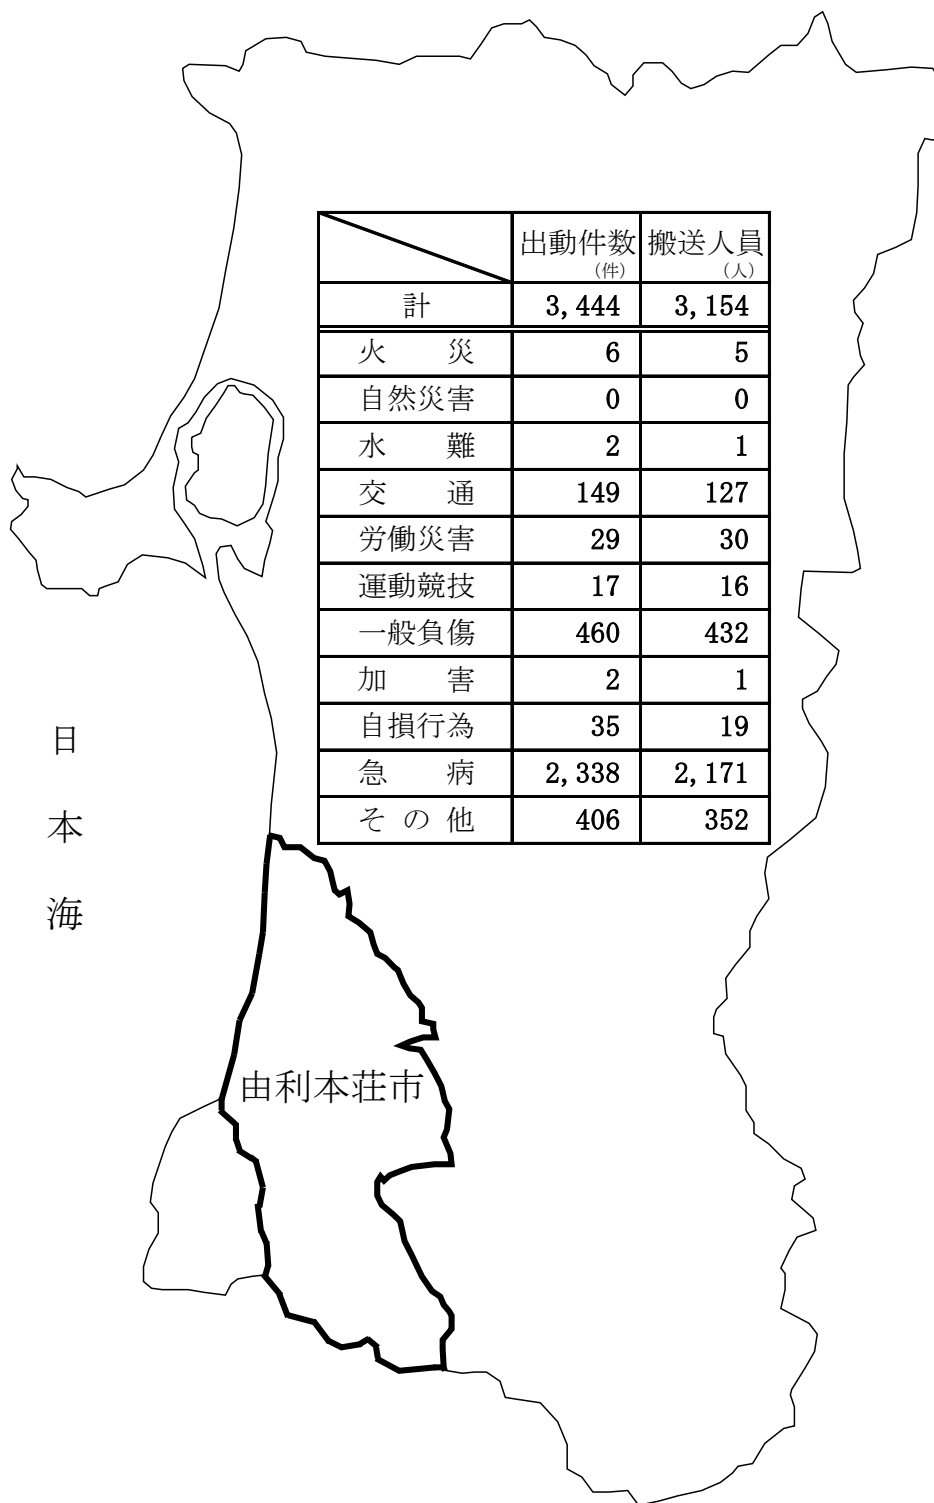 出動件数 搬送人員
(件) (人)
計 3,444 3,154
火災 6 5
自然災害 0 0
水難 2 1
交通 149 127
労働災害 29 30
運動競技 17 16
一般負傷 460 432
加害 2 1
自損行為 35 19
急病 2,338 2,171
その他 406 352
日本海
由利本荘市